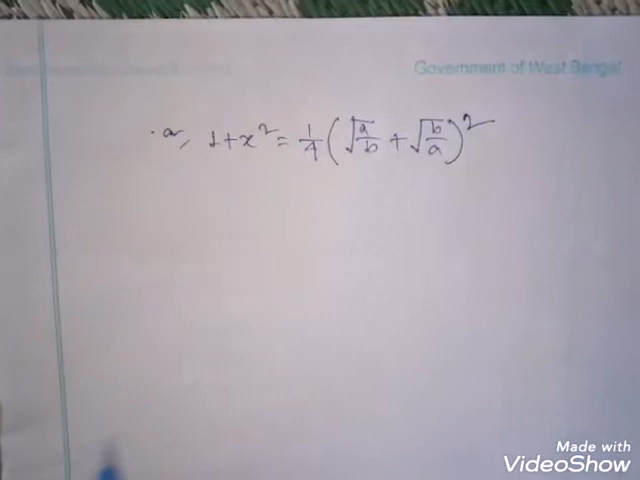 Government of West Bengal
or, 1+x² = 1/4 (√a/b + √b/a)²
Made with
VideoShow